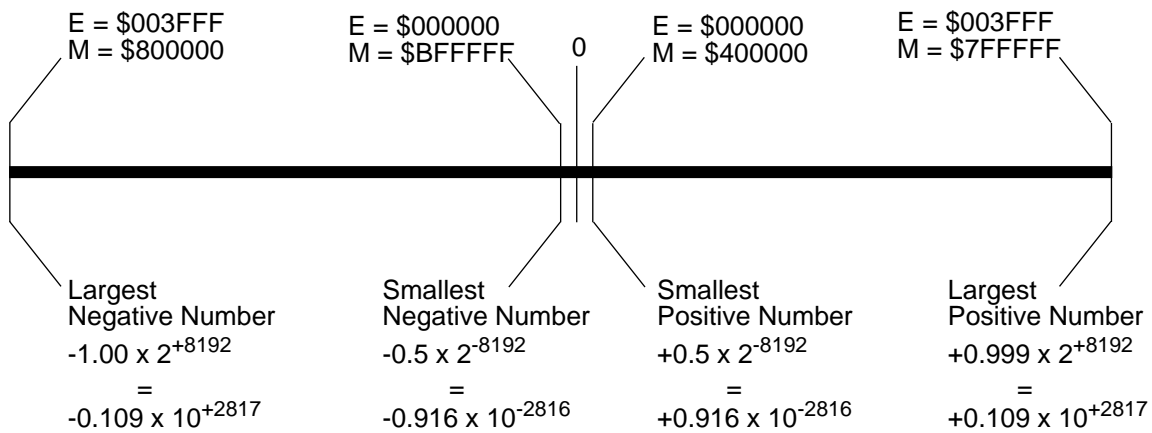 E = $003FFF
M = $800000
E = $000000
M = $BFFFFF
0
E = $000000
M = $400000
E = $003FFF
M = $7FFFFF
Largest
Negative Number
-1.00 x 2^+8192
=
-0.109 x 10^+2817
Smallest
Negative Number
-0.5 x 2^-8192
=
-0.916 x 10^-2816
Smallest
Positive Number
+0.5 x 2^-8192
=
+0.916 x 10^-2816
Largest
Positive Number
+0.999 x 2^+8192
=
+0.109 x 10^+2817